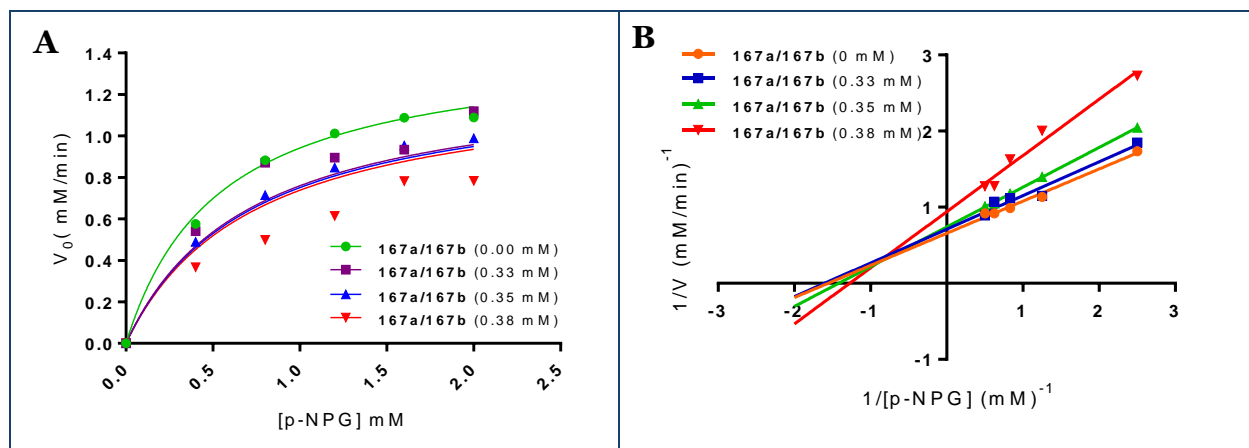 A
1.4
1.2
1.0
0.8
0.6
0.4
0.2
0.0
V0( mM/min)
167a/167b (0.00 mM)
167a/167b (0.33 mM)
167a/167b (0.35 mM)
167a/167b (0.38 mM)
0.0 0.5 1.0 1.5 2.0 2.5
[p-NPG] mM
B
167a/167b (0 mM)
167a/167b (0.33 mM)
167a/167b (0.35 mM)
167a/167b (0.38 mM)
3
2
1
-3 -2 -1 1 2 3
-1
1/V (mM/min)-1
1/[p-NPG] (mM)-1